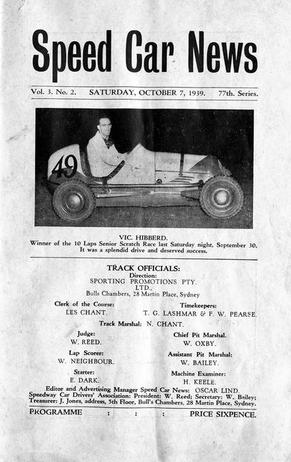 Speed Car News
Vol. 3. No. 2. SATURDAY, OCTOBER 7, 1939. 77th. Series.
49
VIC. HIBBERD.
Winner of the 10 Laps Senior Scratch Race last Saturday night, September 30,
It was a splendid drive and deserved success.
TRACK OFFICIALS:
Direction:
SPORTING PROMOTIONS PTY.
LTD.,
Bulls Chambers, 28 Martin Place, Sydney
Clerk of the Course: Timekeepers:
LES CHANT. T. G. LASHMAR & F. W. PEARSE.
Track Marshal: N. CHANT.
Judge: Chief Pit Marshal.
W. REED. W. OXBY.
Lap Scorer: Assistant Pit Marshal:
W. NEIGHBOUR. W. BAILEY.
Starter: Machine Examiner:
E. DARK. H. KEELE.
Editor and Advertising Manager Speed Car News: OSCAR LIND.
Speedway Car Drivers' Association: President: W. Reed; Secretary: W. Bailey;
Treasurer: J. Jones, address, 5th Floor, Bull's Chambers, 28 Martin Place, Sydney.
PROGRAMME : : : PRICE SIXPENCE.